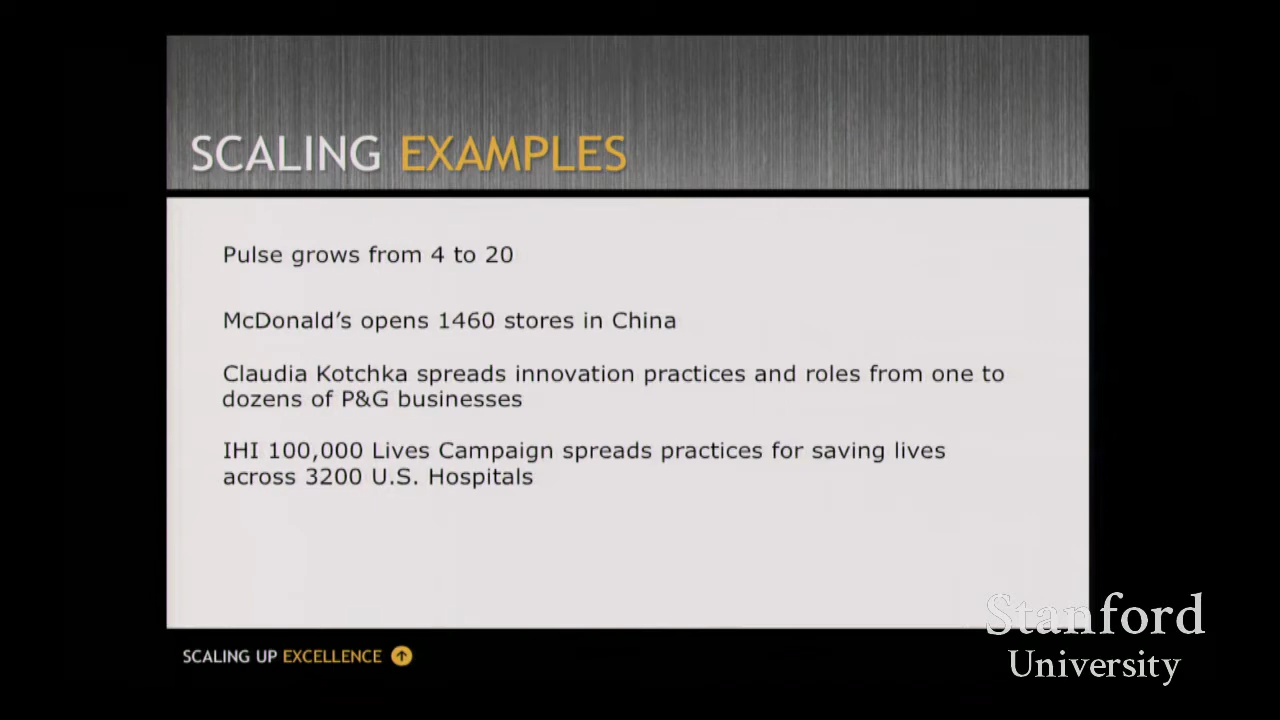 SCALING EXAMPLES
Pulse grows from 4 to 20
McDonald’s opens 1460 stores in China
Claudia Kotchka spreads innovation practices and roles from one to
dozens of P&G businesses
IHI 100,000 Lives Campaign spreads practices for saving lives
across 3200 U.S. Hospitals
SCALING UP EXCELLENCE
Stanford
University